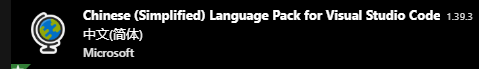 Chinese (Simplified) Language Pack for Visual Studio Code 1.39.3
中文(简体)
Microsoft